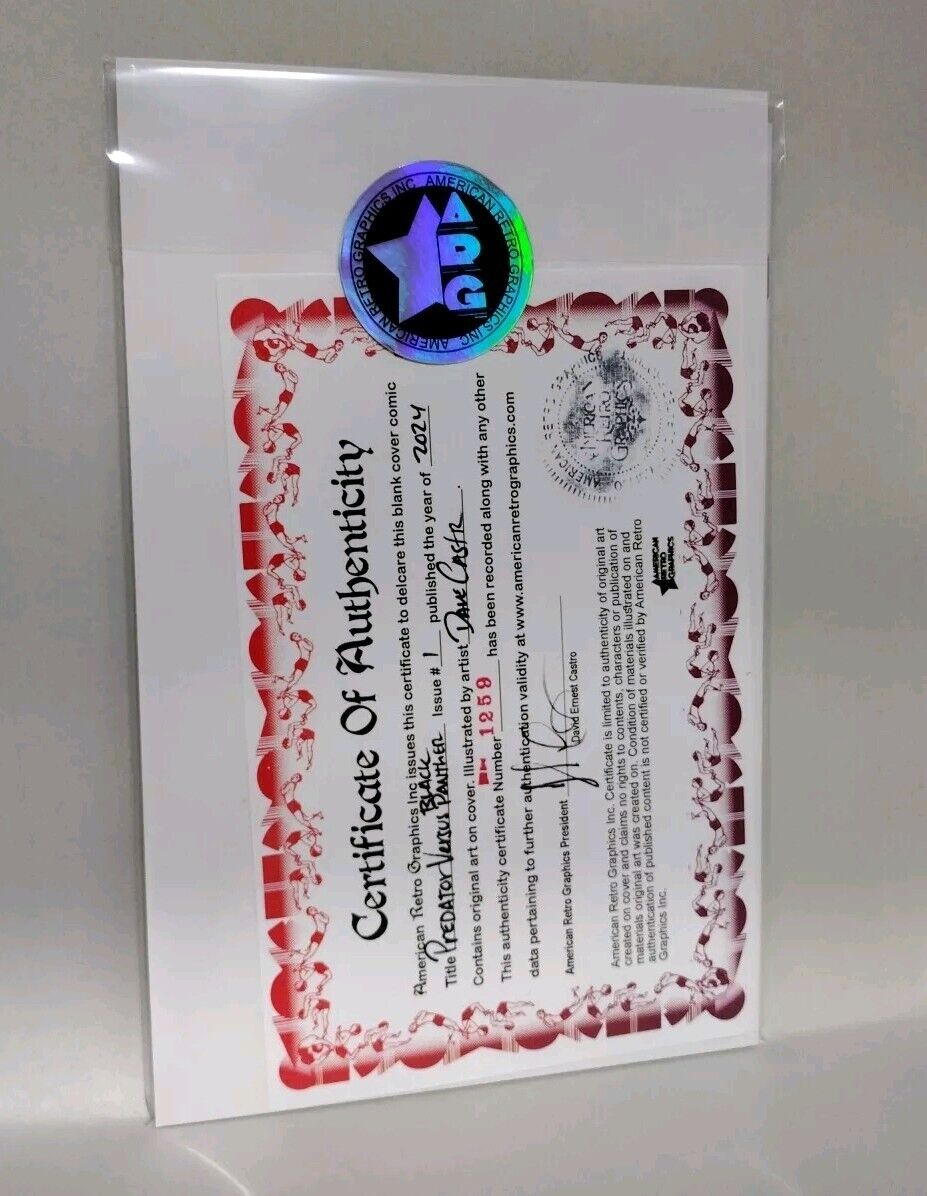 AMERICAN RETRO GRAPHICS INC.
AMERICAN RETRO GRAPHICS INC.
ARG
Certificate Of Authenticity
American Retro Graphics Inc issues this certificate to delcare this blank cover comic
Title PREDATOR VERSUS BLACK PANTHER Issue # 1 published the year of 2024
Contains original art on cover. Illustrated by artist DAVE CASTR.
This authenticity certificate Number 1259 has been recorded along with any other
data pertaining to further authentication validity at www.americanretrographics.com
American Retro Graphics President
David Ernest Castro
American Retro Graphics Inc. Certificate is limited to authenticity of original art
created on cover and claims no rights to contents, characters or publication of
materials original art was created on. Condition of materials illustrated on and
authentication of published content is not certified or verified by American Retro
Graphics Inc.
AMERICAN
RETRO
GRAPHICS
AMERICAN
RETRO
GRAPHICS